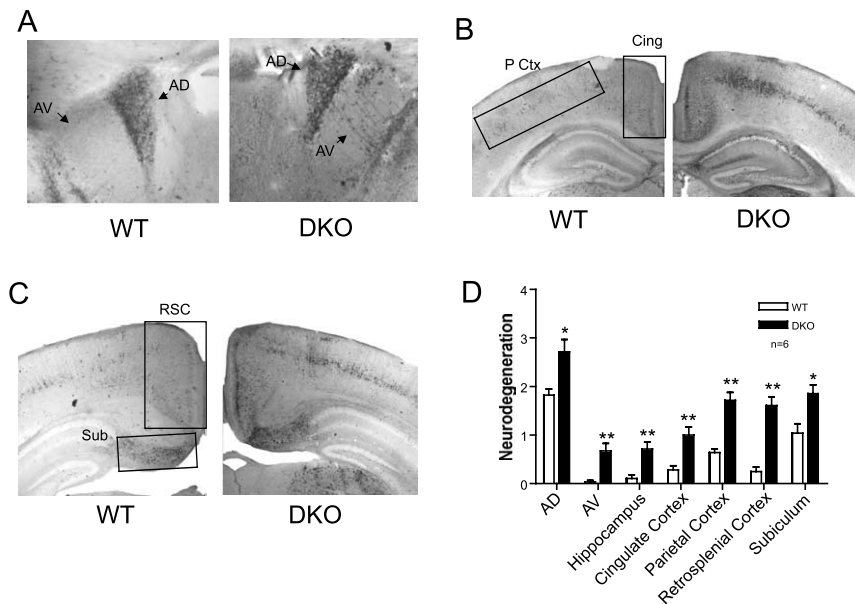 A
AV
AD
WT
AD
AV
DKO
B
P Ctx
Cing
WT
DKO
C
RSC
Sub
WT
DKO
D
Neurodegeneration
4
3
2
1
0
WT
DKO
n=6
*
**
**
**
**
**
*
AD
AV
Hippocampus
Cingulate Cortex
Parietal Cortex
Retrosplenial Cortex
Subiculum